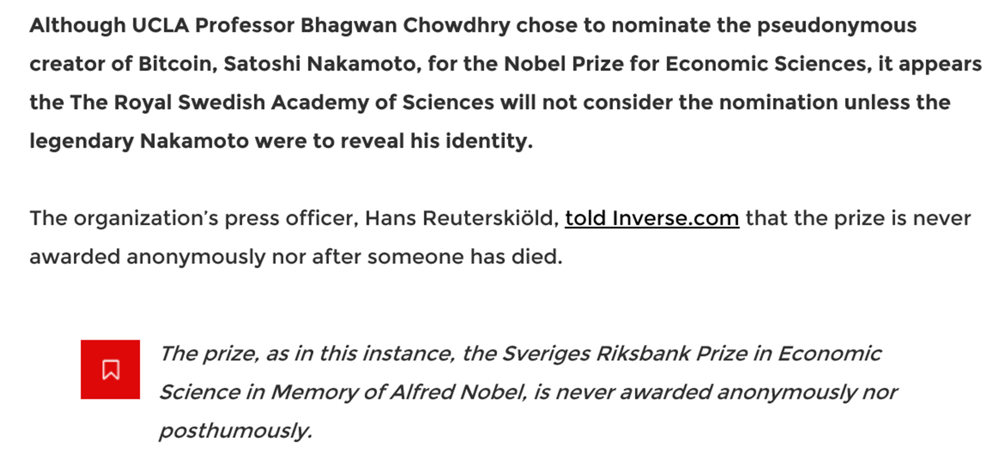 Although UCLA Professor Bhagwan Chowdhry chose to nominate the pseudonymous
creator of Bitcoin, Satoshi Nakamoto, for the Nobel Prize for Economic Sciences, it appears
the The Royal Swedish Academy of Sciences will not consider the nomination unless the
legendary Nakamoto were to reveal his identity.
The organization’s press officer, Hans Reuterskiöld, told Inverse.com that the prize is never
awarded anonymously nor after someone has died.
The prize, as in this instance, the Sveriges Riksbank Prize in Economic
Science in Memory of Alfred Nobel, is never awarded anonymously nor
posthumously.